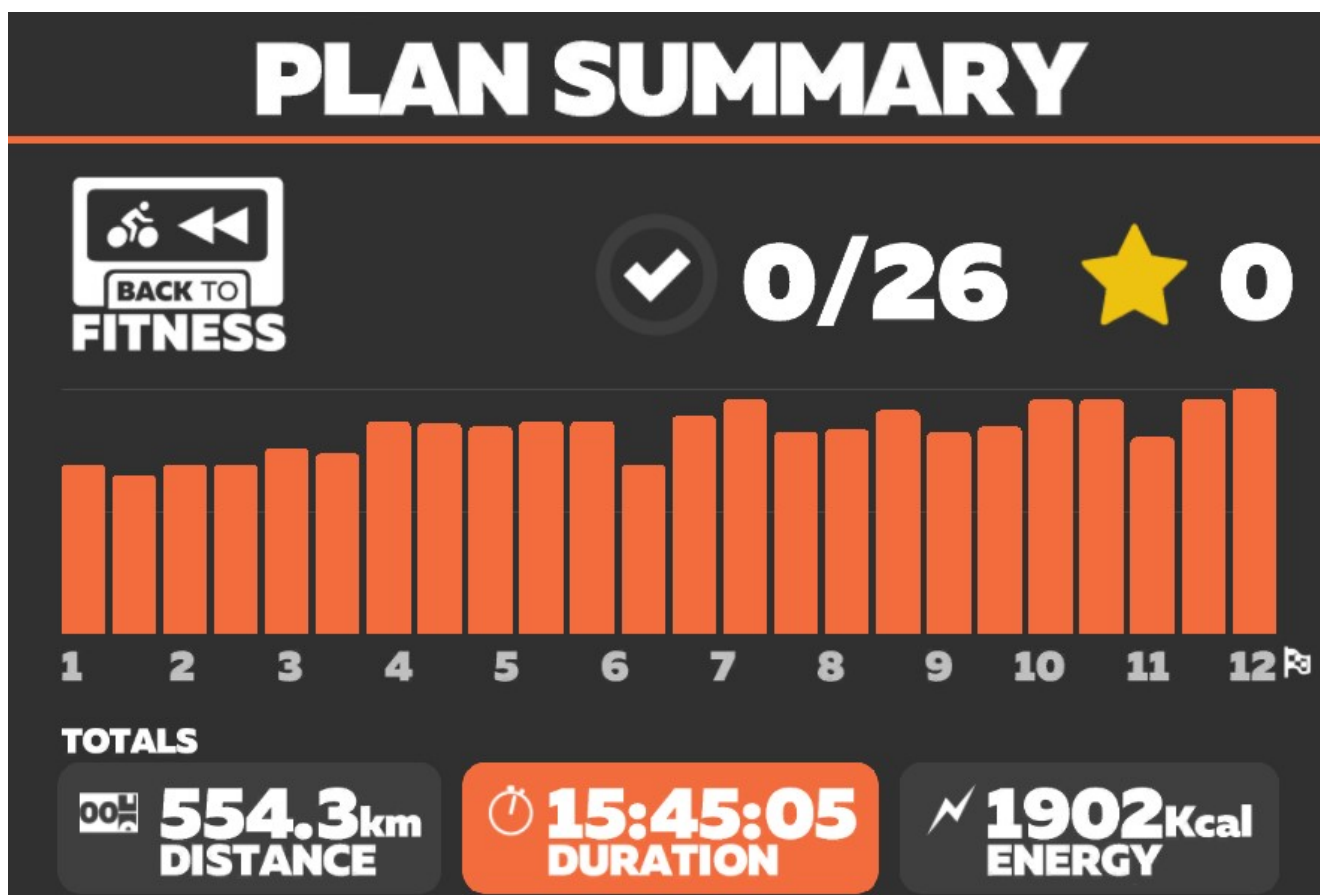 PLAN SUMMARY
BACK TO
FITNESS
0/26
0
1 2 3 4 5 6 7 8 9 10 11 12
TOTALS
554.3km
DISTANCE
15:45:05
DURATION
1902Kcal
ENERGY